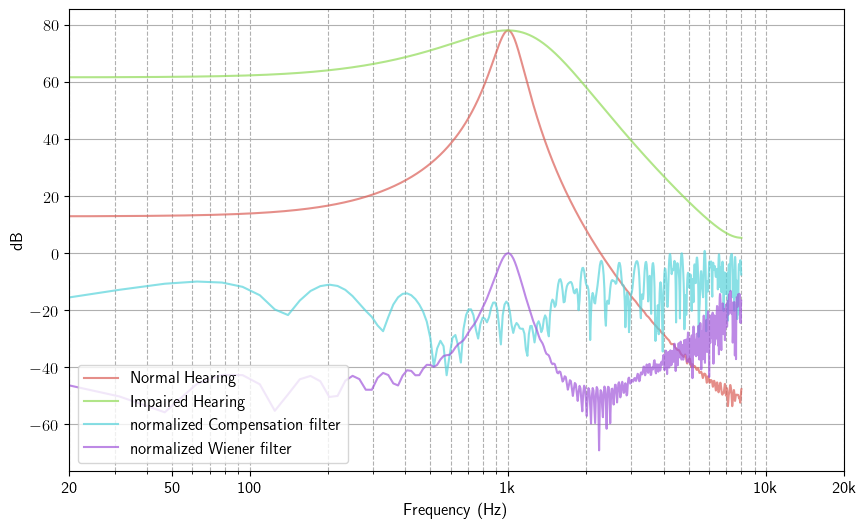 80
60
40
20
0
−20
−40
−60
dB
Normal Hearing
Impaired Hearing
normalized Compensation filter
normalized Wiener filter
20 50 100 1k 10k 20k
Frequency (Hz)